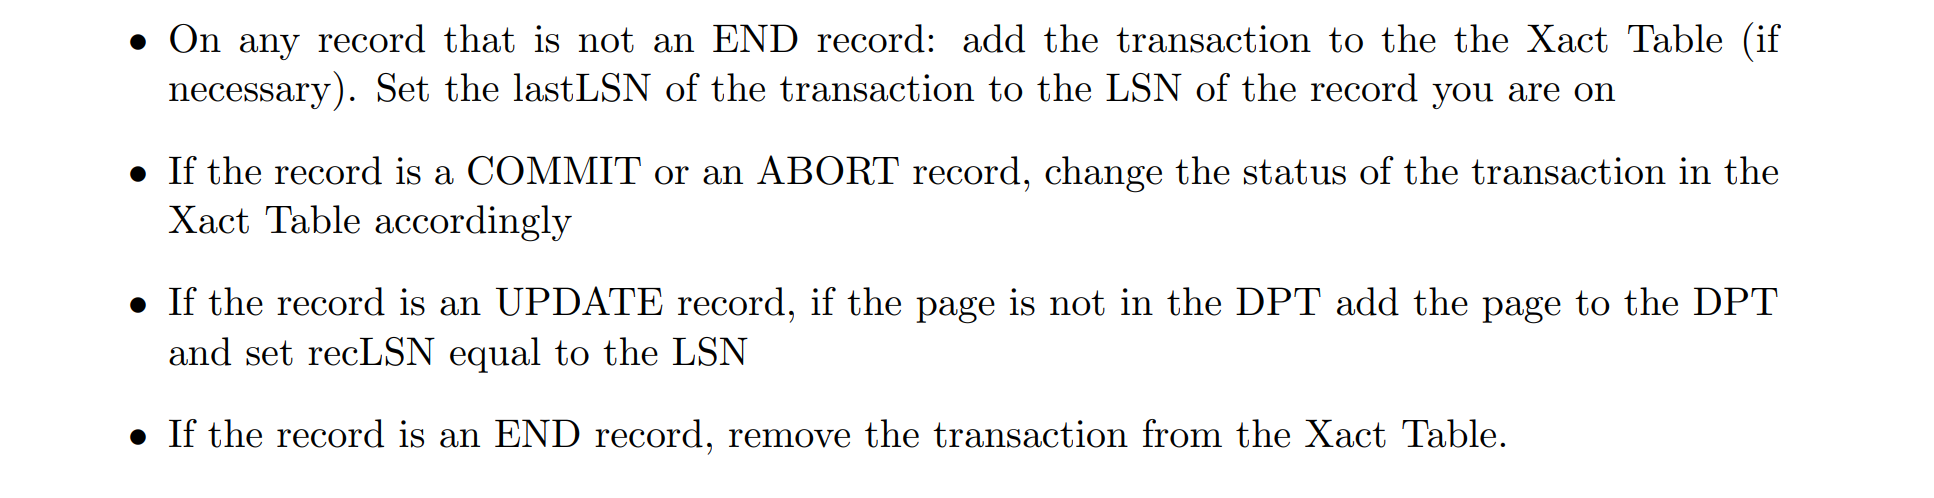 • On any record that is not an END record: add the transaction to the the Xact Table (if
necessary). Set the lastLSN of the transaction to the LSN of the record you are on
• If the record is a COMMIT or an ABORT record, change the status of the transaction in the
Xact Table accordingly
• If the record is an UPDATE record, if the page is not in the DPT add the page to the DPT
and set recLSN equal to the LSN
• If the record is an END record, remove the transaction from the Xact Table.